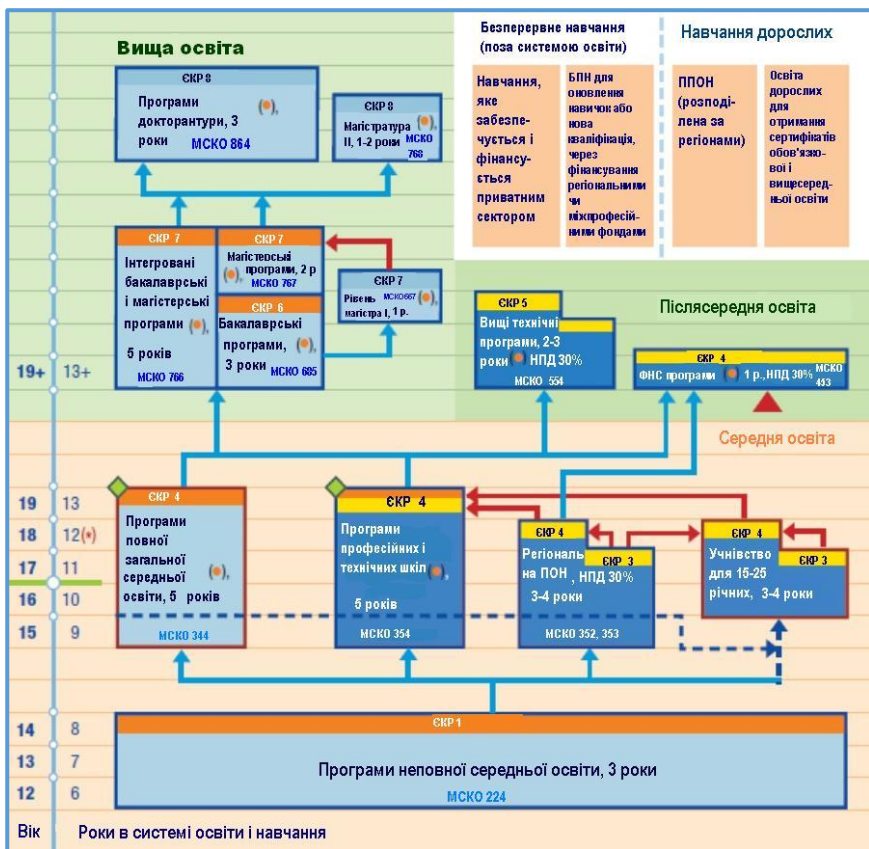 Вища освіта
Безперервне навчання
(поза системою освіти)
Навчання дорослих
Навчання,
яке
забезпе-
чується і
фінансу-
ється
приватним
сектором
БПН для
оновлення
навичок або
нова
кваліфікація,
через
фінансування
регіональними
чи
міжпрофесій-
ними фондами
ППОН
(розподі-
лена за
регіонами)
Освіта
дорослих
для
отримання
сертифікатів
обов'язко-
вої і
вищесеред-
ньої освіти
ЄКР 8
Програми
докторантури, 3
роки МСКО 864
ЄКР 8
Магістратура
II, 1-2 роки МСКО
768
ЄКР 7
Інтегровані
бакалаврські
і магістерські
програми
5 років
МСКО 766
ЄКР 7
Магістерські
програми, 2 р
МСКО 767
ЄКР 6
Бакалаврські
програми,
3 роки МСКО 665
ЄКР 7
Рівень МСКО667
магістра I, 1 р.
Післясередня освіта
ЄКР 5
Вищі технічні
програми, 2-3
роки НПД 30%
МСКО 554
ЄКР 4
ФНС програми 1 р., НПД 30% МСКО
453
19+ 13+
Середня освіта
19 13
18 12(*)
17 11
16 10
15 9
ЄКР 4
Програми
повної
загальної
середньої
освіти, 5 років
МСКО 344
ЄКР 4
Програми
професійних і
технічних шкіл
5 років
МСКО 354
ЄКР 4
ЄКР 3
Регіональ
на ПОН , НПД 30%
3-4 роки
МСКО 352, 353
ЄКР 4
ЄКР 3
Учнівство
для 15-25
річних, 3-4 роки
14 8
13 7
12 6
ЄКР 1
Програми неповної середньої освіти, 3 роки
МСКО 224
Вік Роки в системі освіти і навчання